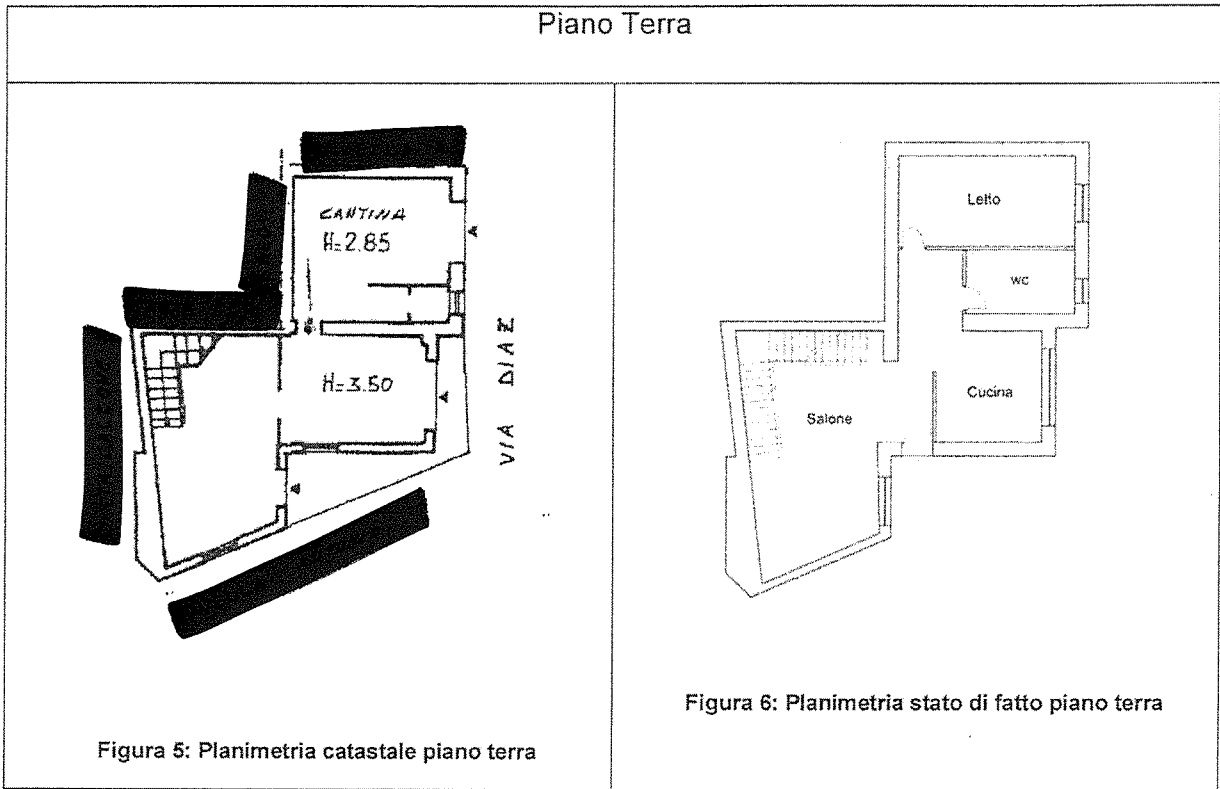 Piano Terra
CANTINA
H=2.85
H=3.50
VIA DIAZ
Figura 5: Planimetria catastale piano terra
Letto
wc
Cucina
Salone
Figura 6: Planimetria stato di fatto piano terra